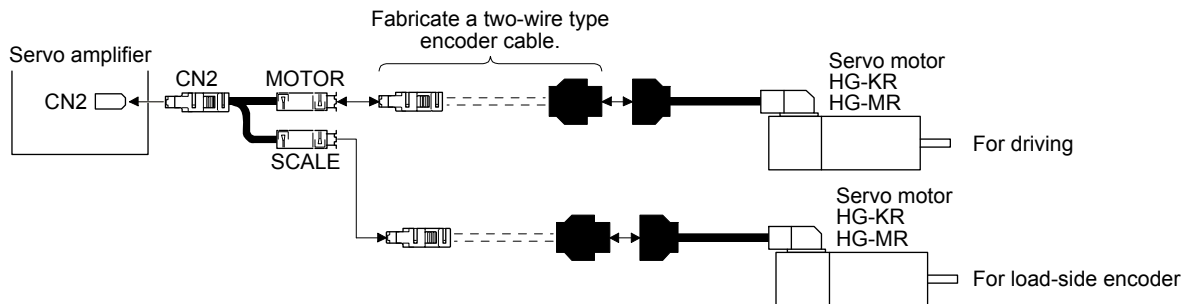 Fabricate a two-wire type
encoder cable.
Servo amplifier
CN2
MOTOR
CN2
SCALE
Servo motor
HG-KR
HG-MR
For driving
Servo motor
HG-KR
HG-MR
For load-side encoder